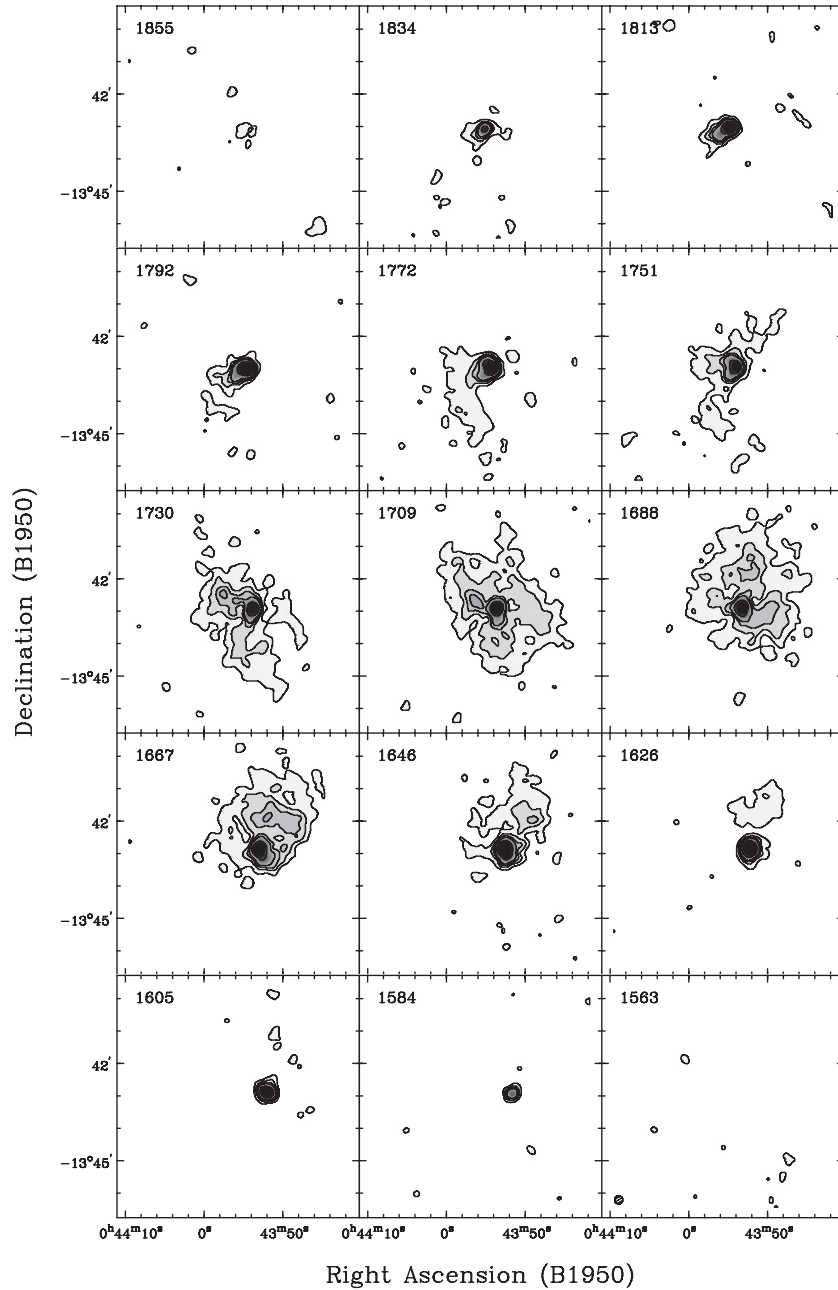 1855 1834 1813
42′
−13°45′
1792 1772 1751
42′
−13°45′
1730 1709 1688
42′
−13°45′
1667 1646 1626
42′
−13°45′
1605 1584 1563
42′
−13°45′
0h44m10s 0s 43m50s 0h44m10s 0s 43m50s 0h44m10s 0s 43m50s
Right Ascension (B1950)
Declination (B1950)